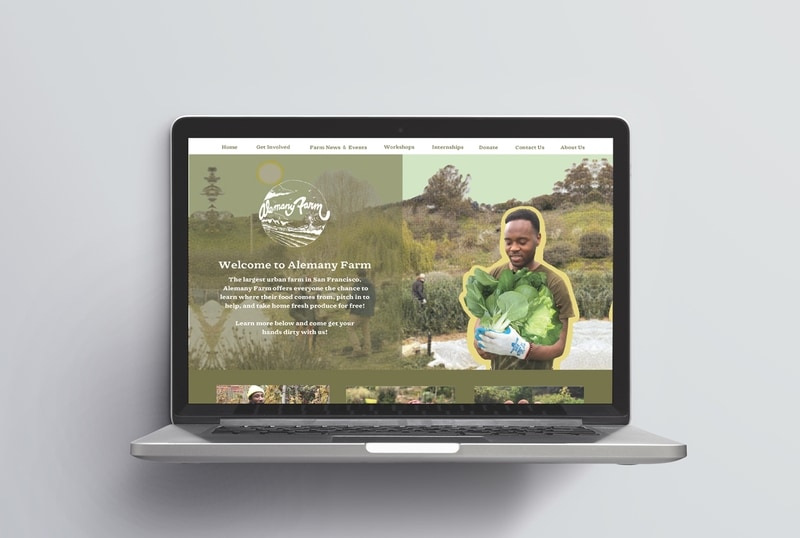 Home Get Involved Farm News & Events Workshops Internships Donate Contact Us About Us
Alemany Farm
Welcome to Alemany Farm
The largest urban farm in San Francisco,
Alemany Farm offers everyone the chance to
learn where their food comes from, pitch in to
help, and take home fresh produce for free!
Learn more below and come get your
hands dirty with us!